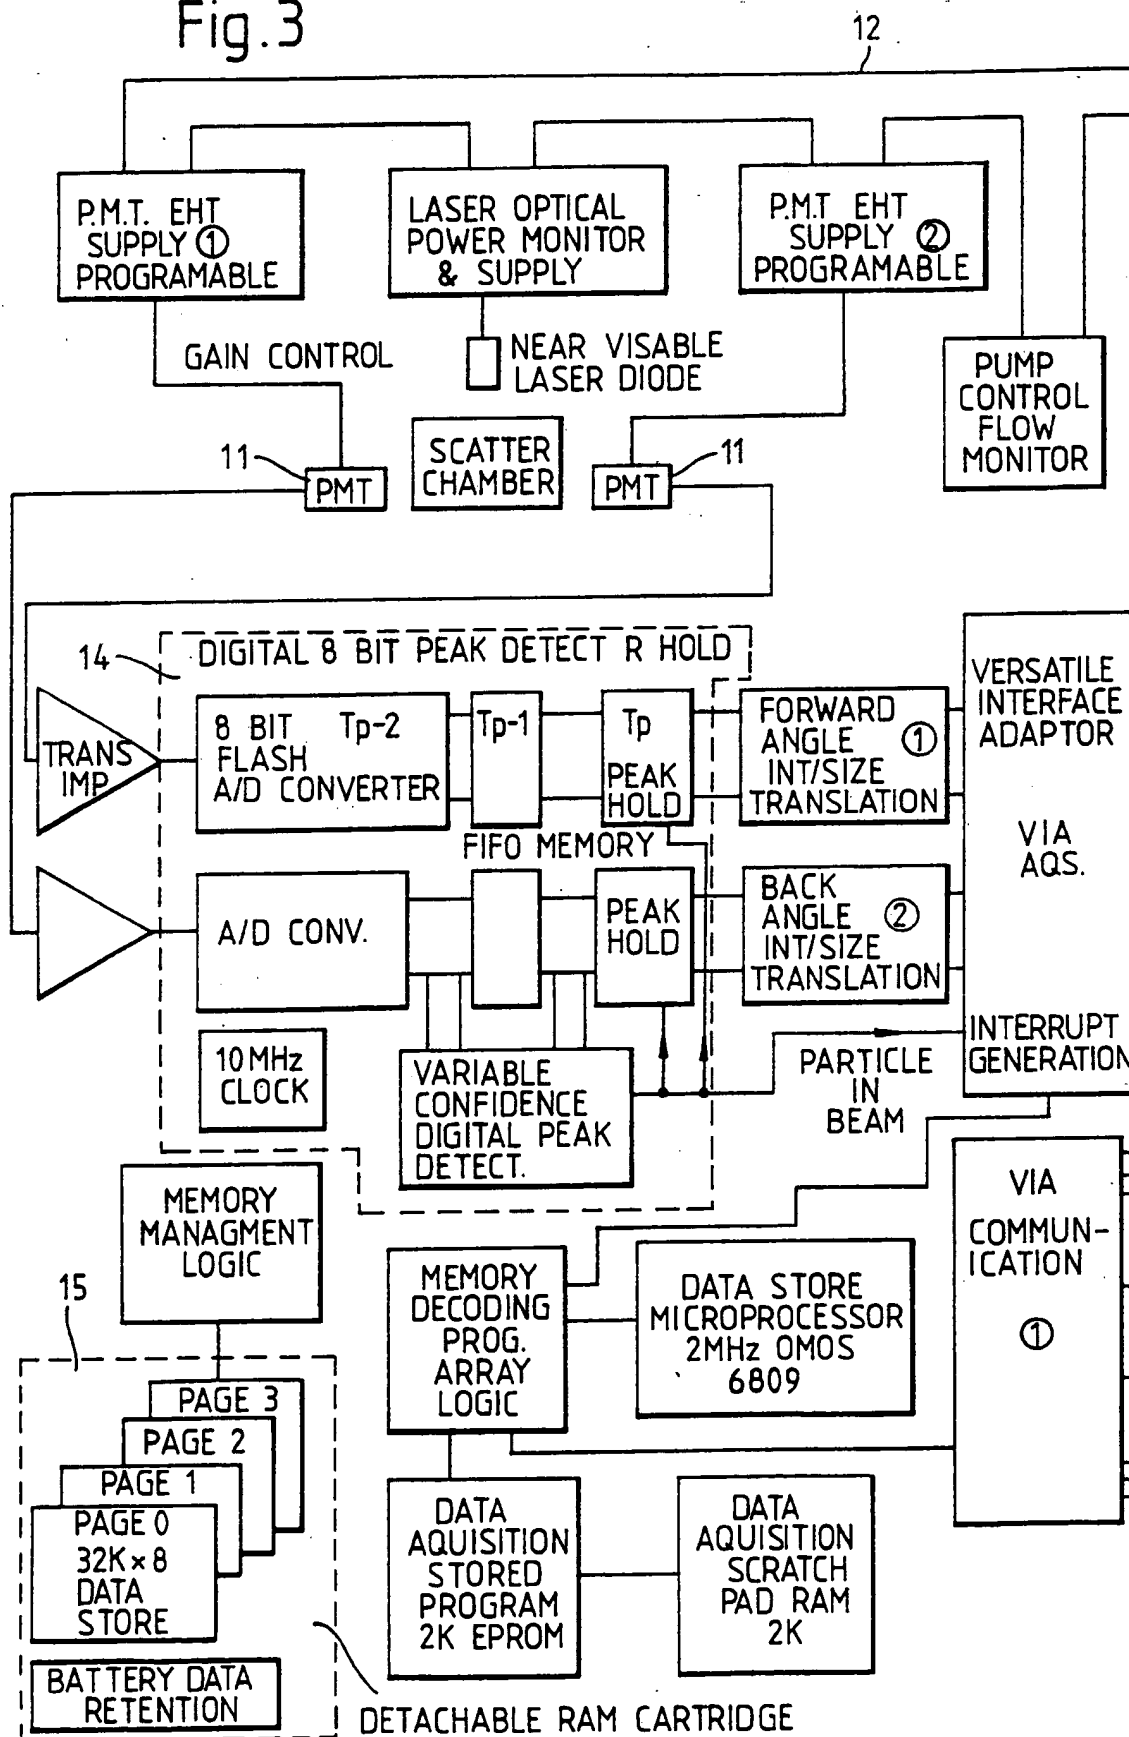 Fig.3
12
P.M.T. EHT
SUPPLY ①
PROGRAMABLE
LASER OPTICAL
POWER MONITOR
& SUPPLY
P.M.T EHT
SUPPLY ②
PROGRAMABLE
GAIN CONTROL
NEAR VISABLE
LASER DIODE
PUMP
CONTROL
FLOW
MONITOR
11
PMT
SCATTER
CHAMBER
PMT
11
14
DIGITAL 8 BIT PEAK DETECT R HOLD
TRANS
IMP
8 BIT Tp-2
FLASH
A/D CONVERTER
Tp-1
Tp
PEAK
HOLD
FORWARD
ANGLE ①
INT/SIZE
TRANSLATION
VERSATILE
INTERFACE
ADAPTOR
VIA
AQS.
INTERRUPT
GENERATION
FIFO MEMORY
A/D CONV.
PEAK
HOLD
BACK
ANGLE ②
INT/SIZE
TRANSLATION
10MHz
CLOCK
VARIABLE
CONFIDENCE
DIGITAL PEAK
DETECT.
PARTICLE
IN
BEAM
MEMORY
MANAGMENT
LOGIC
VIA
COMMUN-
ICATION
①
MEMORY
DECODING
PROG.
ARRAY
LOGIC
DATA STORE
MICROPROCESSOR
2MHz OMOS
6809
15
PAGE 3
PAGE 2
PAGE 1
PAGE 0
32K×8
DATA
STORE
BATTERY DATA
RETENTION
DATA
AQUISITION
STORED
PROGRAM
2K EPROM
DATA
AQUISITION
SCRATCH
PAD RAM
2K
DETACHABLE RAM CARTRIDGE